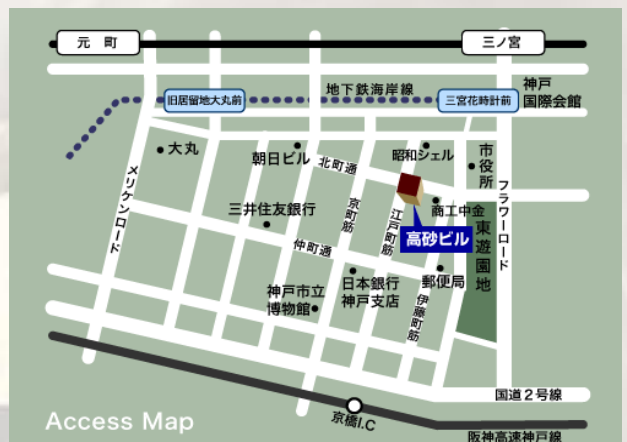 元 町
三ノ宮
地下鉄海岸線
神戸
国際会館
旧居留地大丸前
三宮花時計前
大丸
朝日ビル
昭和シェル
市役所
北町通
メリケンロード
フラワーロード
三井住友銀行
京町筋
江戸町筋
商工中金
高砂ビル
東遊園地
仲町通
日本銀行
神戸支店
郵便局
神戸市立
博物館
伊藤町筋
国道2号線
京橋I.C
Access Map
阪神高速神戸線